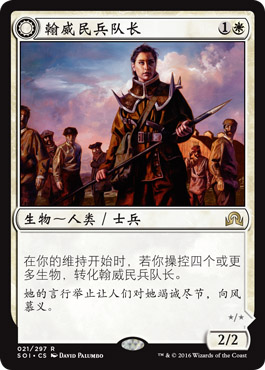 翰威民兵队长 1
生物~人类 / 士兵
在你的维持开始时,若你操控四个或更
多生物,转化翰威民兵队长。
她的言行举止让人们对她竭诚尽节,向风
慕义。
*/*
2/2
021/297 R
SOI • CS DAVID PALUMBO
™ & © 2016 Wizards of the Coast